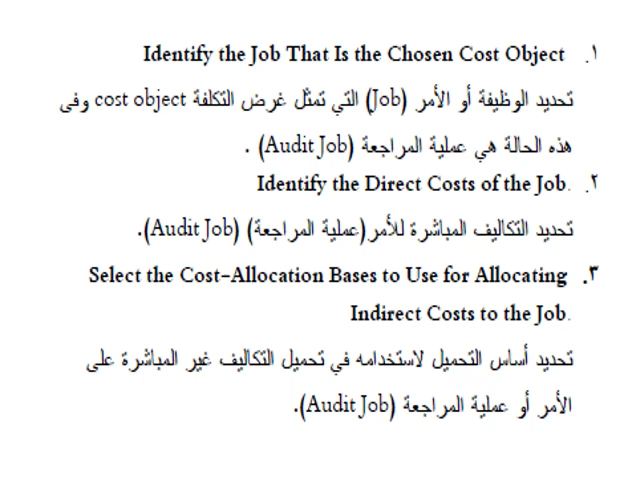 ١. Identify the Job That Is the Chosen Cost Object
تحديد الوظيفة أو الأمر (Job) التي تمثل غرض التكلفة cost object وفى
هذه الحالة هي عملية المراجعة (Audit Job) .
٢. Identify the Direct Costs of the Job.
تحديد التكاليف المباشرة للأمر(عملية المراجعة) (Audit Job).
٣. Select the Cost-Allocation Bases to Use for Allocating
Indirect Costs to the Job.
تحديد أساس التحميل لاستخدامه في تحميل التكاليف غير المباشرة على
الأمر أو عملية المراجعة (Audit Job).